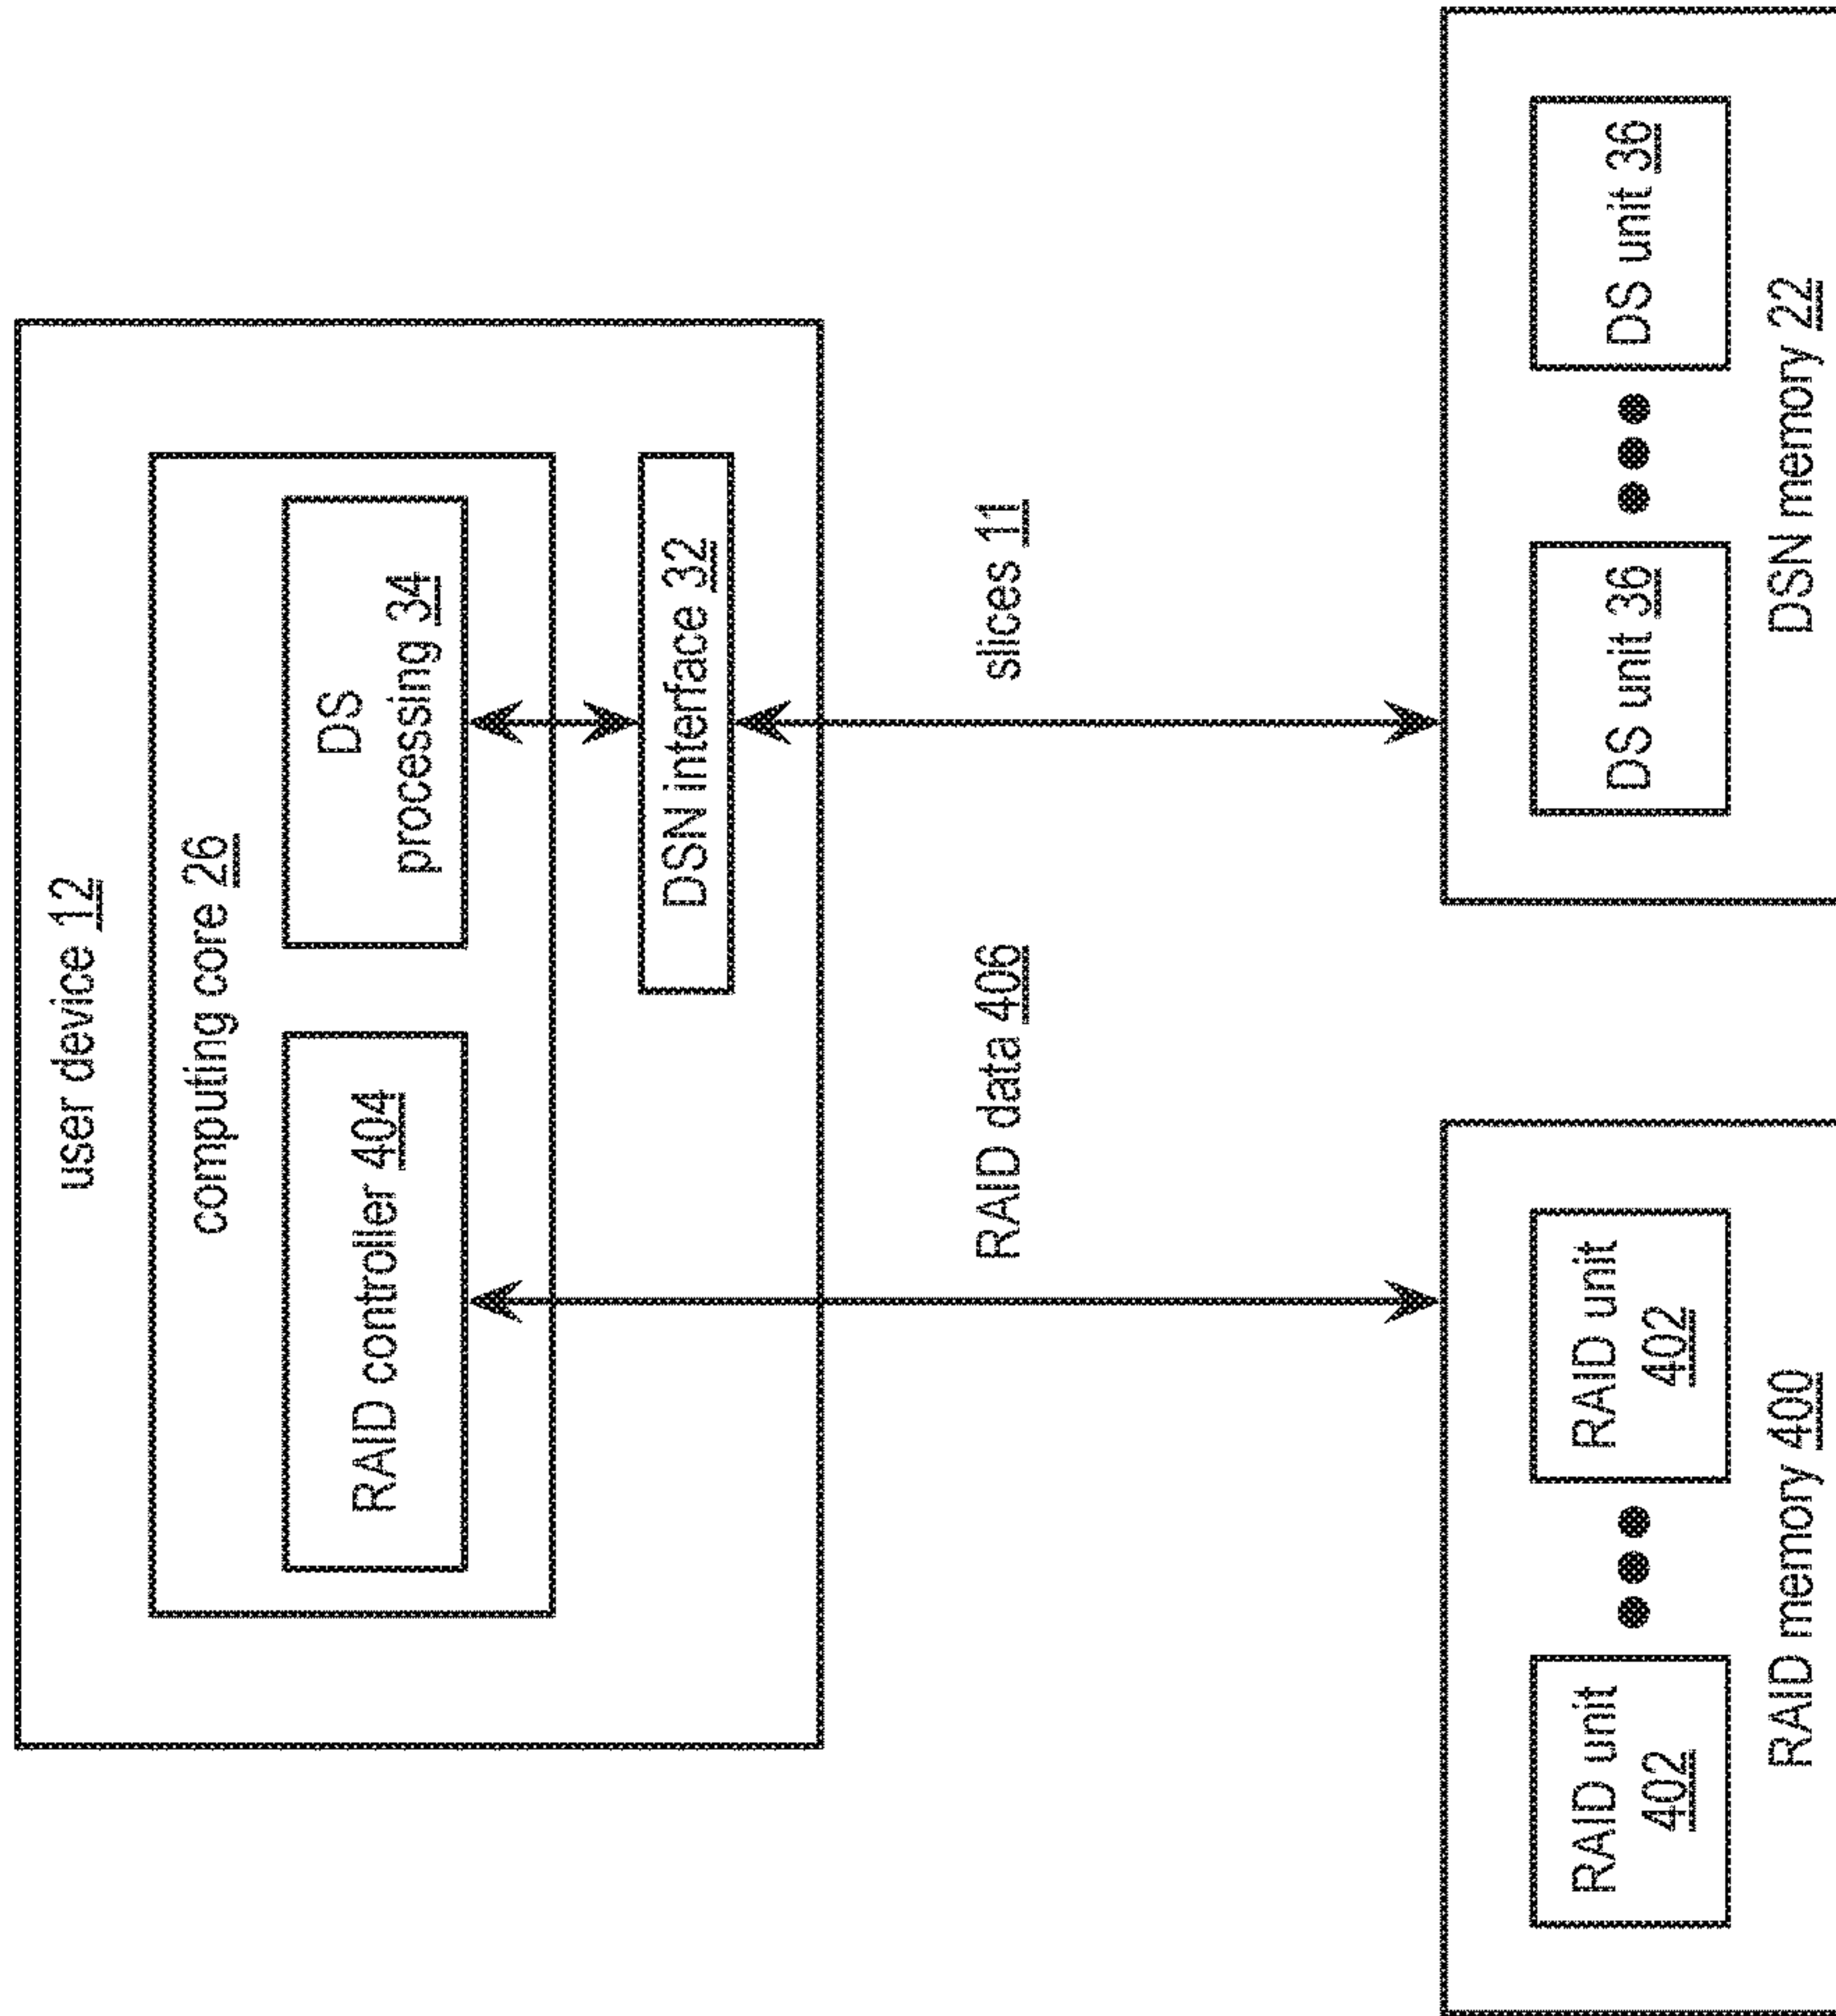 user device 12
computing core 26
RAID controller 404
DS
processing 34
DSN interface 32
RAID data 406
slices 11
RAID unit
402
RAID unit
402
RAID memory 400
DS unit 36
DS unit 36
DSN memory 22